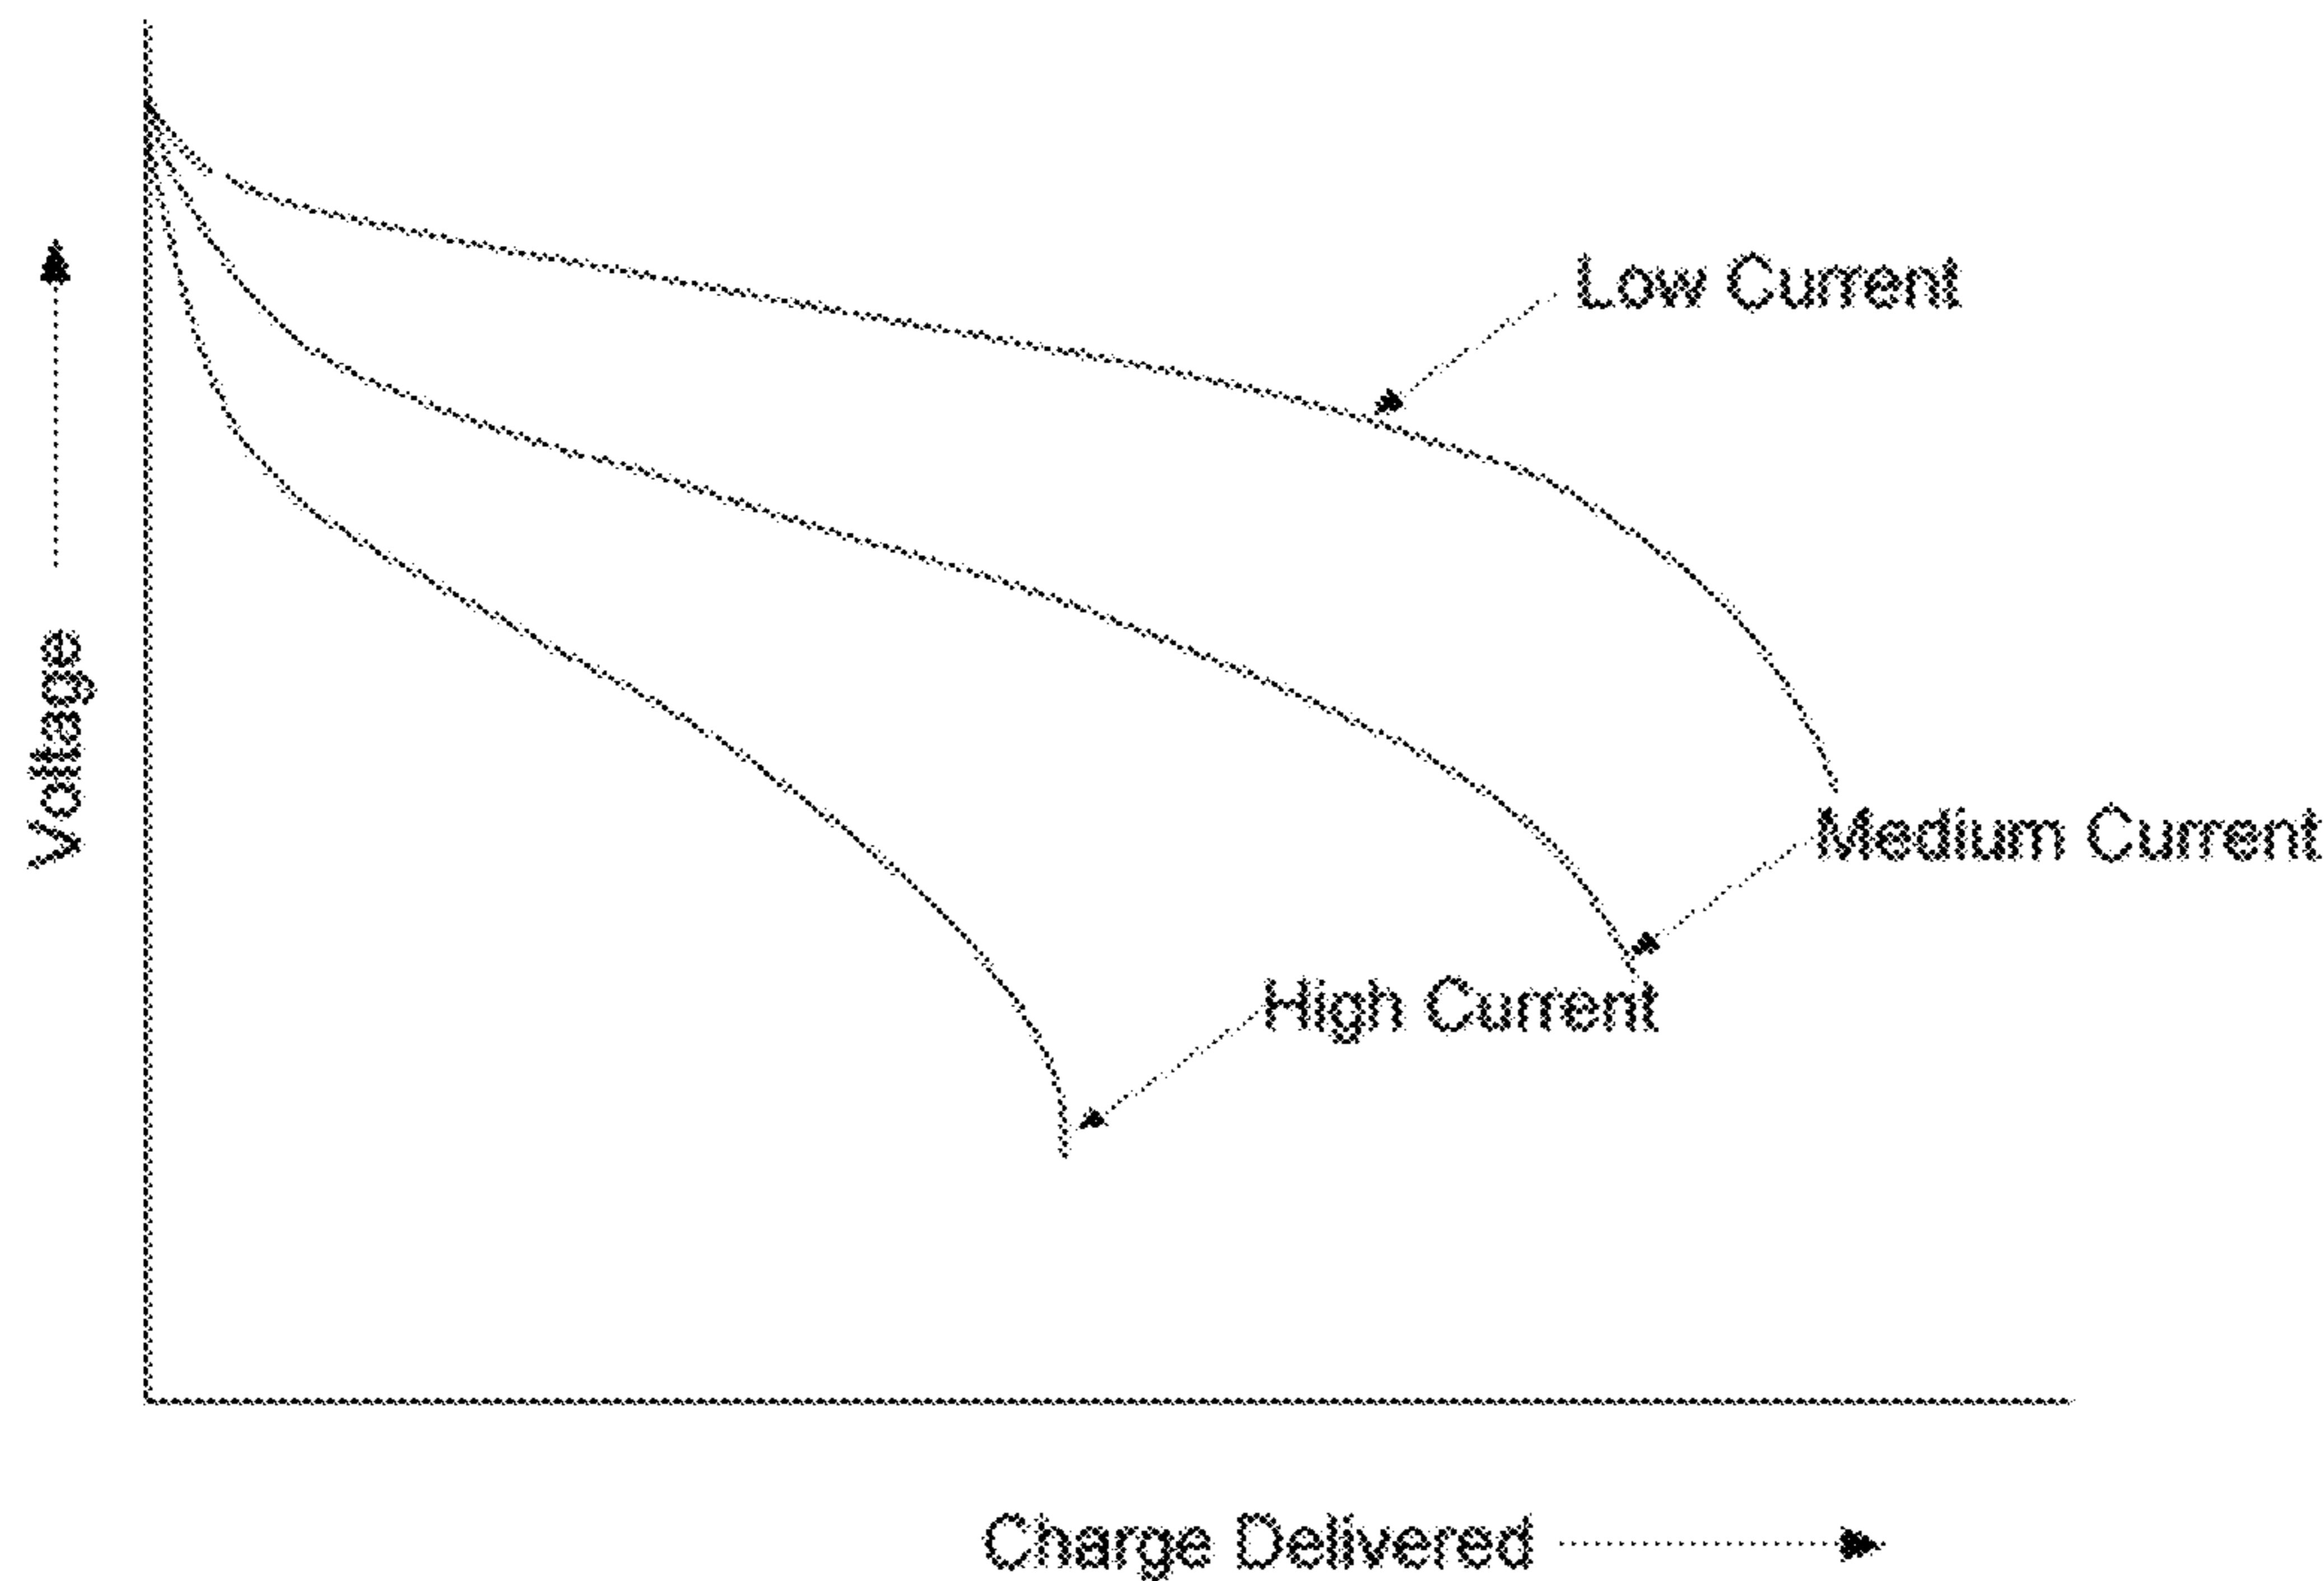 Low Current
Voltage
Medium Current
High Current
Charge Delivered